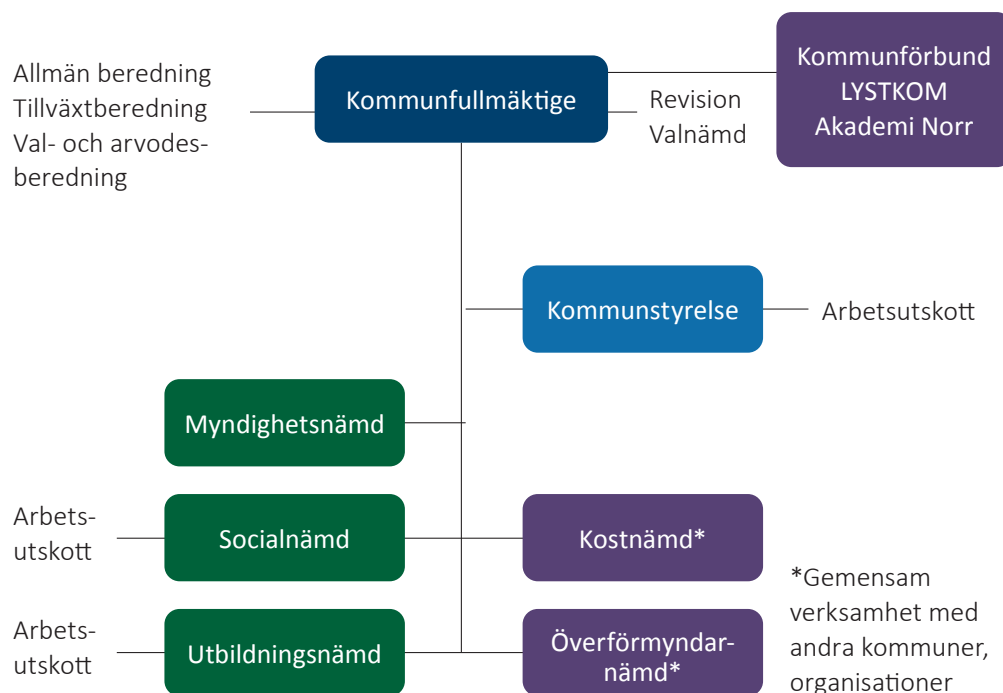 Allmän beredning
Tillväxtberedning
Val- och arvodes-
beredning
Kommunfullmäktige
Revision
Valnämd
Kommunförbund
LYSTKOM
Akademi Norr
Kommunstyrelse
Arbetsutskott
Myndighetsnämd
Arbets-
utskott
Socialnämd
Kostnämd*
Arbets-
utskott
Utbildningsnämd
Överförmyndar-
nämd*
*Gemensam
verksamhet med
andra kommuner,
organisationer